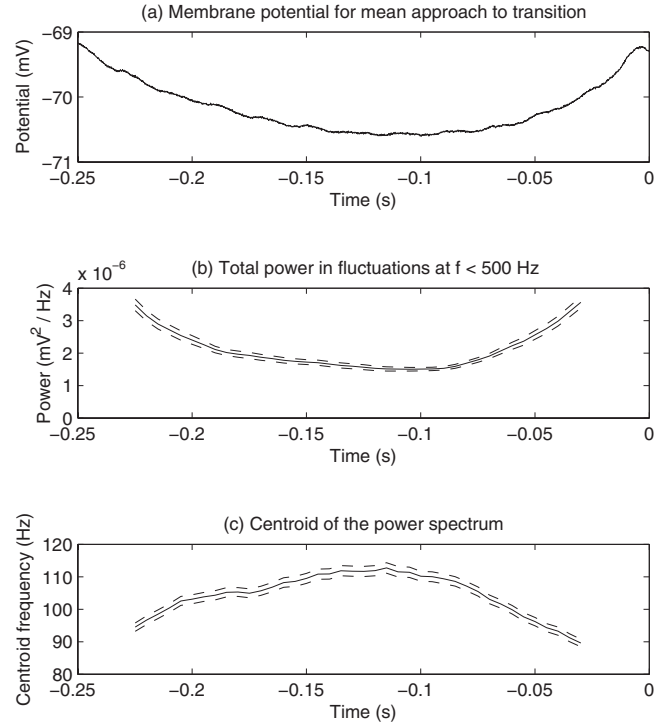 (a) Membrane potential for mean approach to transition
Potential (mV)
−69
−70
−71
−0.25 −0.2 −0.15 −0.1 −0.05 0
Time (s)
(b) Total power in fluctuations at f < 500 Hz
x 10⁻⁶
Power (mV² / Hz)
4
3
2
1
0
−0.25 −0.2 −0.15 −0.1 −0.05 0
Time (s)
(c) Centroid of the power spectrum
Centroid frequency (Hz)
120
110
100
90
80
−0.25 −0.2 −0.15 −0.1 −0.05 0
Time (s)